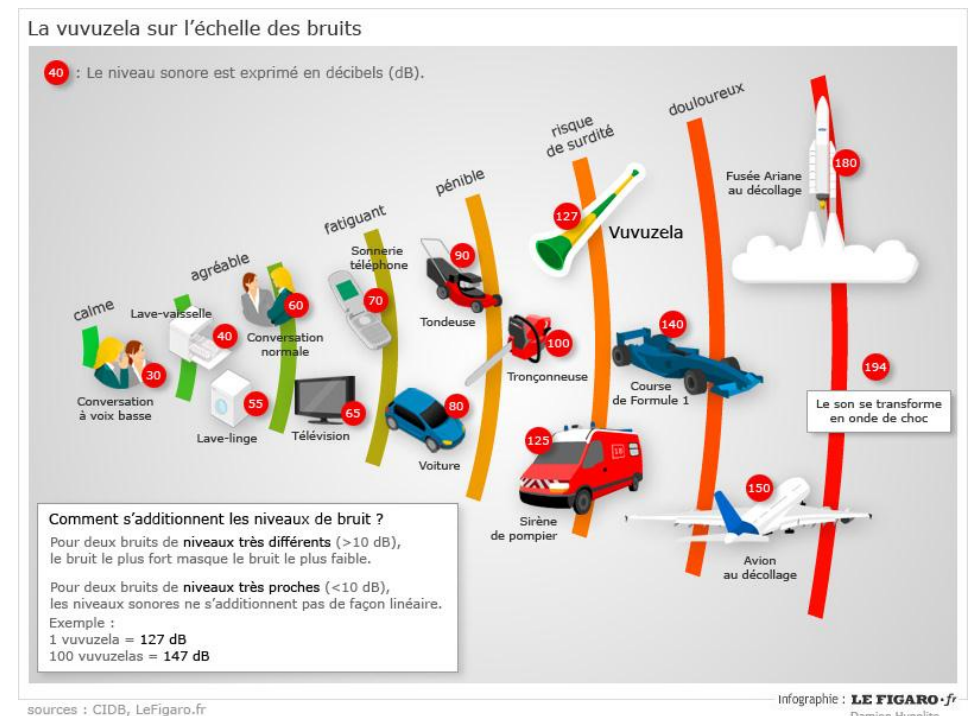 La vuvuzela sur l'échelle des bruits
40 : Le niveau sonore est exprimé en décibels (dB).
calme
agréable
fatiguant
pénible
risque
de surdité
douloureux
30
Conversation
à voix basse
Lave-vaisselle
40
55
Lave-linge
60
Conversation
normale
65
Télévision
Sonnerie
téléphone
70
80
Voiture
90
Tondeuse
100
Tronçonneuse
125
SIrène
de pompier
127
Vuvuzela
140
Course
de Formule 1
150
Avion
au décollage
Fusée Ariane
au décollage
180
194
Le son se transforme
en onde de choc
Comment s'additionnent les niveaux de bruit ?
Pour deux bruits de niveaux très différents (>10 dB),
le bruit le plus fort masque le bruit le plus faible.
Pour deux bruits de niveaux très proches (<10 dB),
les niveaux sonores ne s'additionnent pas de façon linéaire.
Exemple :
1 vuvuzela = 127 dB
100 vuvuzelas = 147 dB
sources : CIDB, LeFigaro.fr
Infographie : LE FIGARO·fr